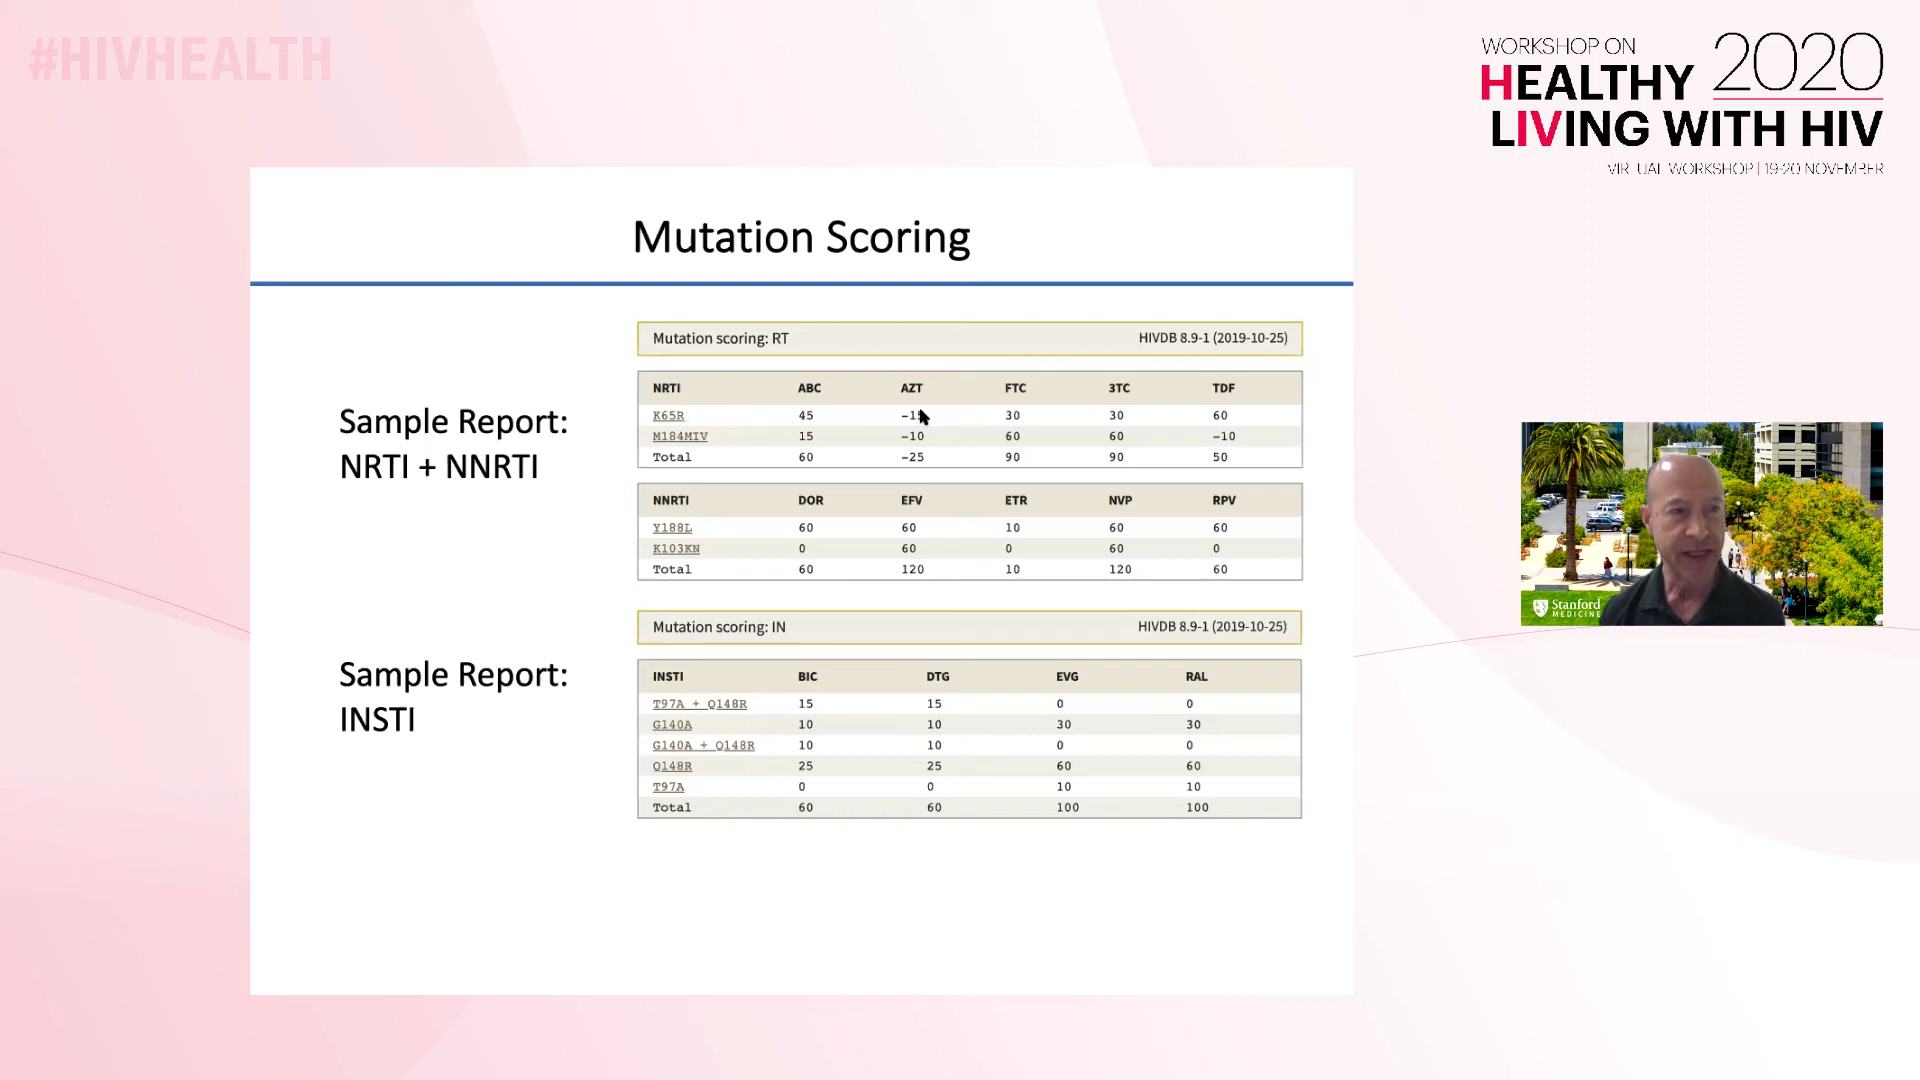 #HIVHEALTH
WORKSHOP ON
HEALTHY 2020
LIVING WITH HIV
VIRTUAL WORKSHOP | 19-20 NOVEMBER
Mutation Scoring
Sample Report:
NRTI + NNRTI
Mutation scoring: RT HIVDB 8.9-1 (2019-10-25)
NRTI ABC AZT FTC 3TC TDF
K65R 45 30 30 60
M184MIV 15 -10 60 60 -10
Total 60 -25 90 90 50
NNRTI DOR EFV ETR NVP RPV
Y188L 60 60 10 60 60
K103KN 0 60 0 60 0
Total 60 120 10 120 60
Sample Report:
INSTI
Mutation scoring: IN HIVDB 8.9-1 (2019-10-25)
INSTI BIC DTG EVG RAL
T97A + Q148R 15 15 0 0
G140A 10 10 30 30
G140A + Q148R 10 10 0 0
Q148R 25 25 60 60
T97A 0 0 10 10
Total 60 60 100 100
Stanford
MEDICINE